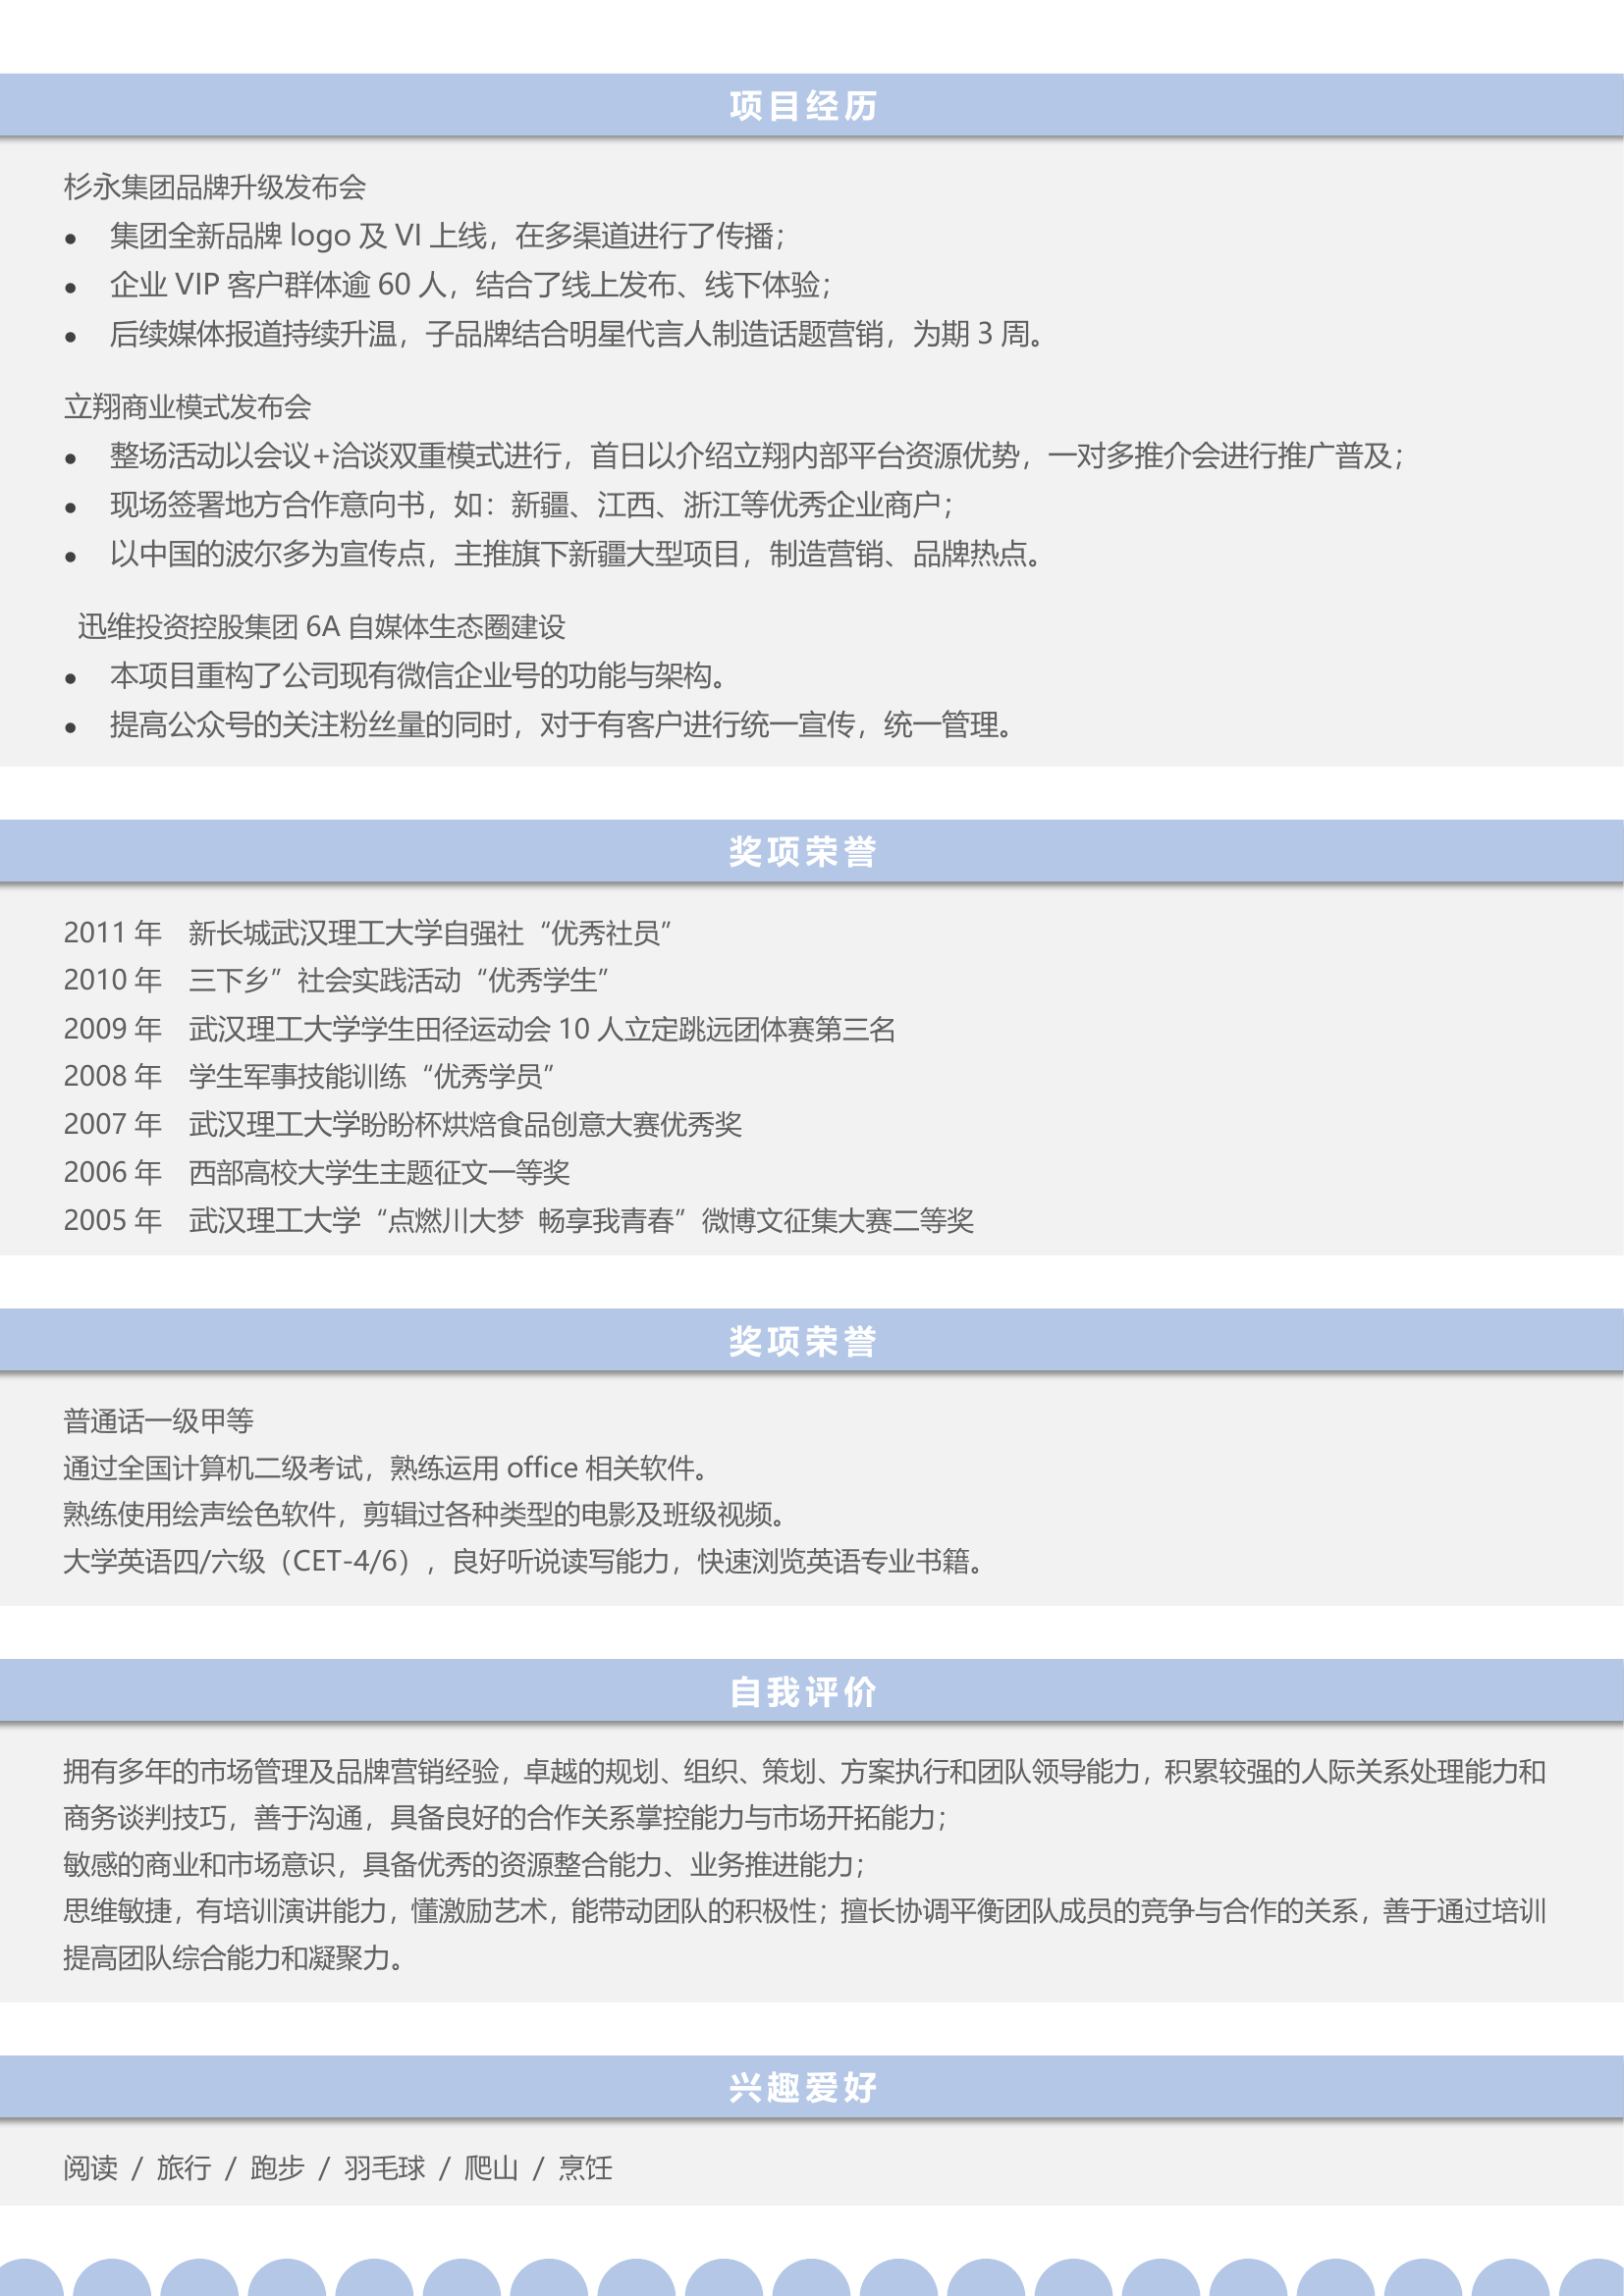 项目经历
杉永集团品牌升级发布会
● 集团全新品牌 logo 及 VI 上线，在多渠道进行了传播；
● 企业 VIP 客户群体逾 60 人，结合了线上发布、线下体验；
● 后续媒体报道持续升温，子品牌结合明星代言人制造话题营销，为期 3 周。
立翔商业模式发布会
● 整场活动以会议+洽谈双重模式进行，首日以介绍立翔内部平台资源优势，一对多推介会进行推广普及；
● 现场签署地方合作意向书，如：新疆、江西、浙江等优秀企业商户；
● 以中国的波尔多为宣传点，主推旗下新疆大型项目，制造营销、品牌热点。
迅维投资控股集团 6A 自媒体生态圈建设
● 本项目重构了公司现有微信企业号的功能与架构。
● 提高公众号的关注粉丝量的同时，对于有客户进行统一宣传，统一管理。
奖项荣誉
2011 年 新长城武汉理工大学自强社“优秀社员”
2010 年 三下乡”社会实践活动“优秀学生”
2009 年 武汉理工大学学生田径运动会 10 人立定跳远团体赛第三名
2008 年 学生军事技能训练“优秀学员”
2007 年 武汉理工大学盼盼杯烘焙食品创意大赛优秀奖
2006 年 西部高校大学生主题征文一等奖
2005 年 武汉理工大学“点燃川大梦 畅享我青春”微博文征集大赛二等奖
奖项荣誉
普通话一级甲等
通过全国计算机二级考试，熟练运用 office 相关软件。
熟练使用绘声绘色软件，剪辑过各种类型的电影及班级视频。
大学英语四/六级（CET-4/6），良好听说读写能力，快速浏览英语专业书籍。
自我评价
拥有多年的市场管理及品牌营销经验，卓越的规划、组织、策划、方案执行和团队领导能力，积累较强的人际关系处理能力和
商务谈判技巧，善于沟通，具备良好的合作关系掌控能力与市场开拓能力；
敏感的商业和市场意识，具备优秀的资源整合能力、业务推进能力；
思维敏捷，有培训演讲能力，懂激励艺术，能带动团队的积极性；擅长协调平衡团队成员的竞争与合作的关系，善于通过培训
提高团队综合能力和凝聚力。
兴趣爱好
阅读 / 旅行 / 跑步 / 羽毛球 / 爬山 / 烹饪